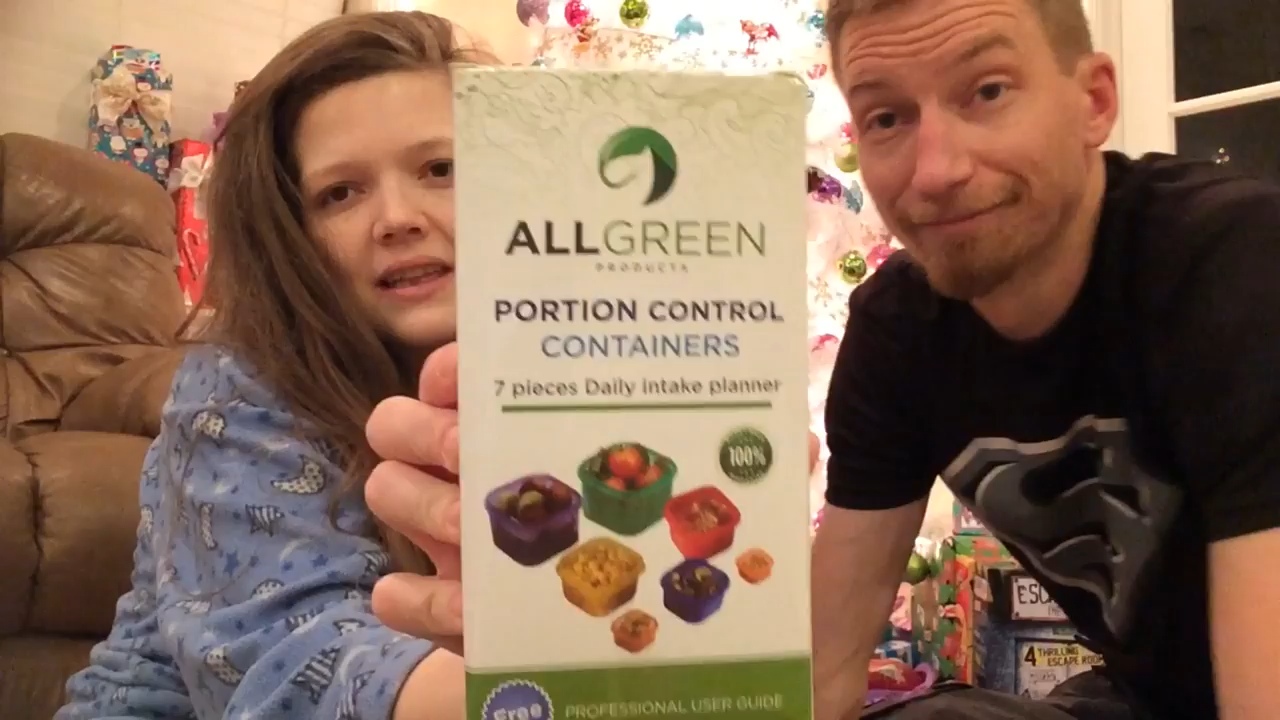 ALLGREEN
PRODUCTS
PORTION CONTROL
CONTAINERS
7 pieces Daily intake planner
100%
Free
PROFESSIONAL USER GUIDE
ESC
4 THRILLING
ESCAPE ROOM